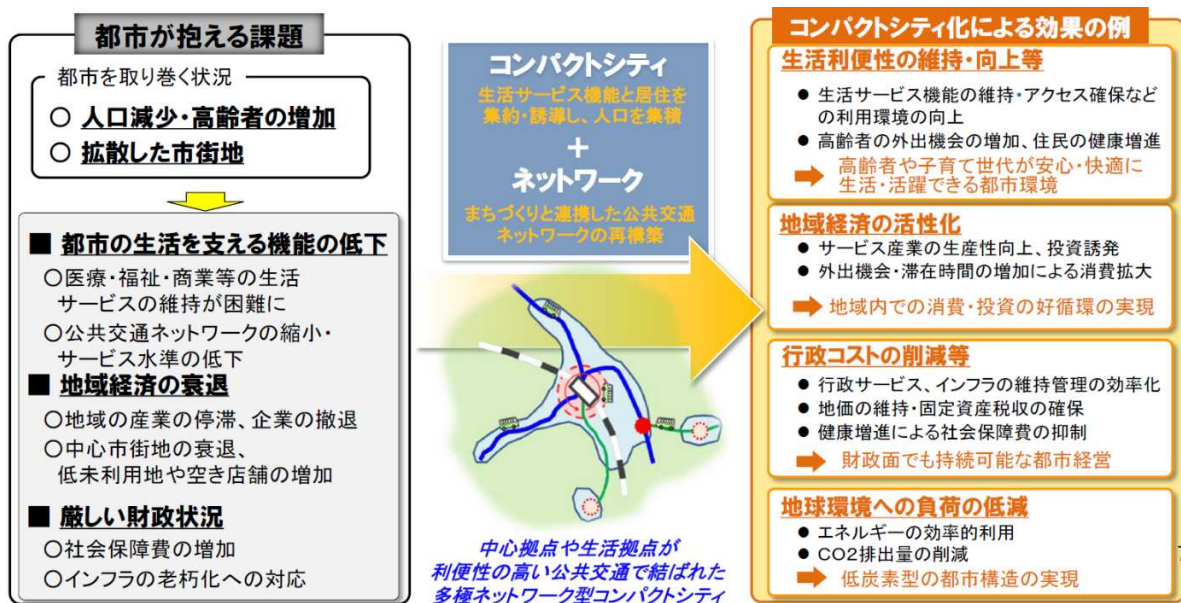 都市が抱える課題
都市を取り巻く状況
○ 人口減少・高齢者の増加
○ 拡散した市街地
■ 都市の生活を支える機能の低下
○医療・福祉・商業等の生活
サービスの維持が困難に
○公共交通ネットワークの縮小・
サービス水準の低下
■ 地域経済の衰退
○地域の産業の停滞、企業の撤退
○中心市街地の衰退、
低未利用地や空き店舗の増加
■ 厳しい財政状況
○社会保障費の増加
○インフラの老朽化への対応
コンパクトシティ
生活サービス機能と居住を
集約・誘導し、人口を集積
+
ネットワーク
まちづくりと連携した公共交通
ネットワークの再構築
中心拠点や生活拠点が
利便性の高い公共交通で結ばれた
多極ネットワーク型コンパクトシティ
コンパクトシティ化による効果の例
生活利便性の維持・向上等
● 生活サービス機能の維持・アクセス確保など
の利用環境の向上
● 高齢者の外出機会の増加、住民の健康増進
➡ 高齢者や子育て世代が安心・快適に
生活・活躍できる都市環境
地域経済の活性化
● サービス産業の生産性向上、投資誘発
● 外出機会・滞在時間の増加による消費拡大
➡ 地域内での消費・投資の好循環の実現
行政コストの削減等
● 行政サービス、インフラの維持管理の効率化
● 地価の維持・固定資産税収の確保
● 健康増進による社会保障費の抑制
➡ 財政面でも持続可能な都市経営
地球環境への負荷の低減
● エネルギーの効率的利用
● CO2排出量の削減
➡ 低炭素型の都市構造の実現